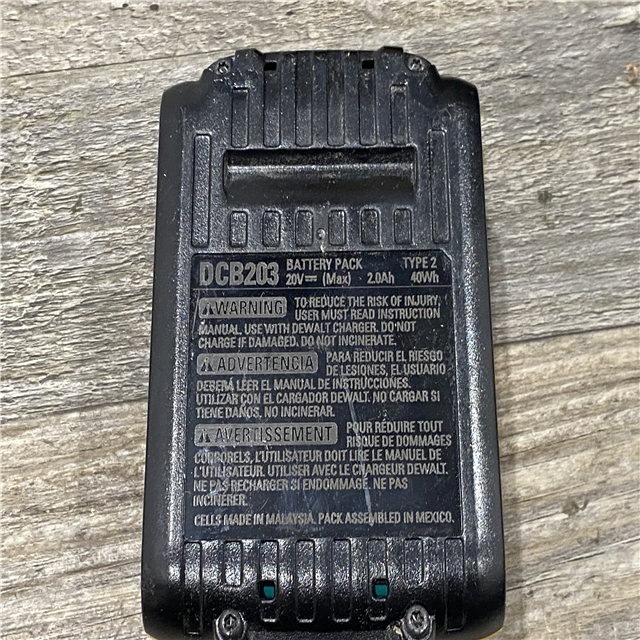 DCB203 BATTERY PACK TYPE 2
20V⎓ (Max) 2.0Ah 40Wh
⚠WARNING TO REDUCE THE RISK OF INJURY,
USER MUST READ INSTRUCTION
MANUAL. USE WITH DEWALT CHARGER. DO NOT
CHARGE IF DAMAGED. DO NOT INCINERATE.
⚠ADVERTENCIA PARA REDUCIR EL RIESGO
DE LESIONES, EL USUARIO
DEBERÁ LEER EL MANUAL DE INSTRUCCIONES.
UTILIZAR CON EL CARGADOR DEWALT. NO CARGAR SI
TIENE DAÑOS. NO INCINERAR.
⚠AVERTISSEMENT POUR RÉDUIRE TOUT
RISQUE DE DOMMAGES
CORPORELS, L'UTILISATEUR DOIT LIRE LE MANUEL DE
L'UTILISATEUR. UTILISER AVEC LE CHARGEUR DEWALT.
NE PAS RECHARGER SI ENDOMMAGÉ. NE PAS
INCINERER.
CELLS MADE IN MALAYSIA. PACK ASSEMBLED IN MEXICO.